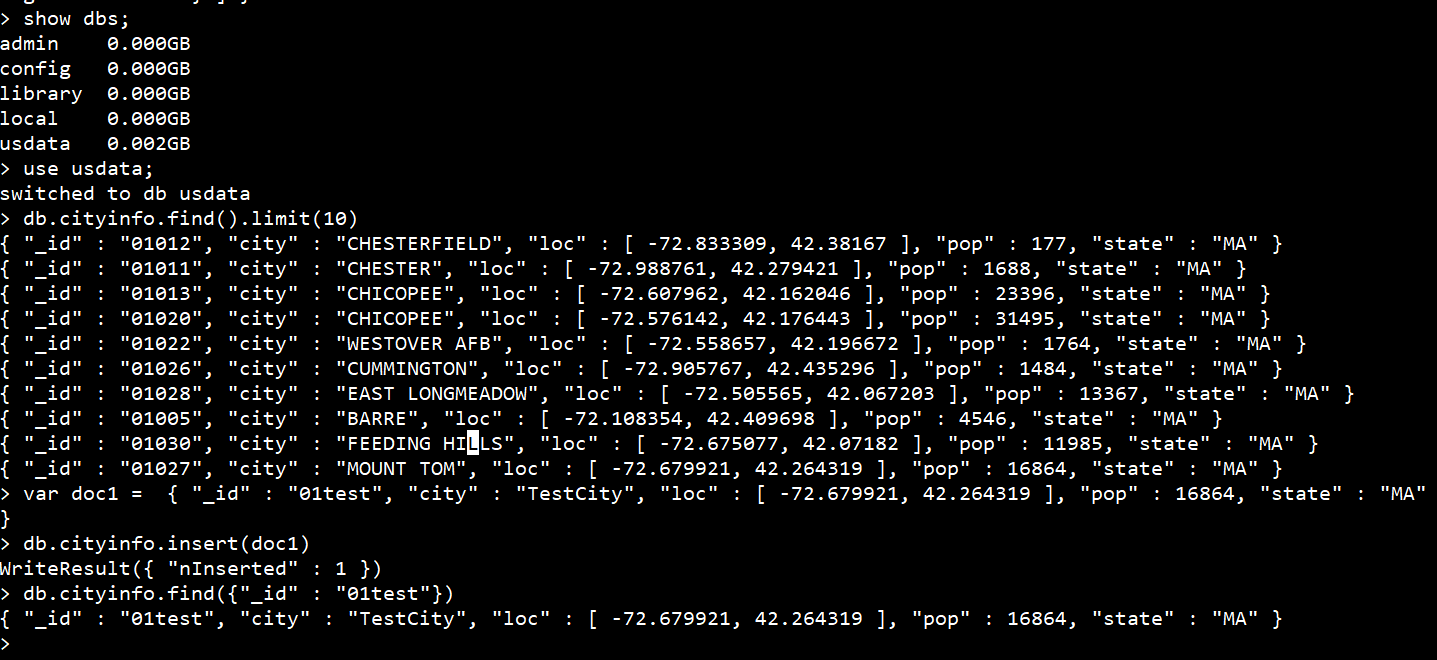 > show dbs;
admin    0.000GB
config   0.000GB
library  0.000GB
local    0.000GB
usdata   0.002GB
> use usdata;
switched to db usdata
> db.cityinfo.find().limit(10)
{ "_id" : "01012", "city" : "CHESTERFIELD", "loc" : [ -72.833309, 42.38167 ], "pop" : 177, "state" : "MA" }
{ "_id" : "01011", "city" : "CHESTER", "loc" : [ -72.988761, 42.279421 ], "pop" : 1688, "state" : "MA" }
{ "_id" : "01013", "city" : "CHICOPEE", "loc" : [ -72.607962, 42.162046 ], "pop" : 23396, "state" : "MA" }
{ "_id" : "01020", "city" : "CHICOPEE", "loc" : [ -72.576142, 42.176443 ], "pop" : 31495, "state" : "MA" }
{ "_id" : "01022", "city" : "WESTOVER AFB", "loc" : [ -72.558657, 42.196672 ], "pop" : 1764, "state" : "MA" }
{ "_id" : "01026", "city" : "CUMMINGTON", "loc" : [ -72.905767, 42.435296 ], "pop" : 1484, "state" : "MA" }
{ "_id" : "01028", "city" : "EAST LONGMEADOW", "loc" : [ -72.505565, 42.067203 ], "pop" : 13367, "state" : "MA" }
{ "_id" : "01005", "city" : "BARRE", "loc" : [ -72.108354, 42.409698 ], "pop" : 4546, "state" : "MA" }
{ "_id" : "01030", "city" : "FEEDING HILLS", "loc" : [ -72.675077, 42.07182 ], "pop" : 11985, "state" : "MA" }
{ "_id" : "01027", "city" : "MOUNT TOM", "loc" : [ -72.679921, 42.264319 ], "pop" : 16864, "state" : "MA" }
> var doc1 =  { "_id" : "01test", "city" : "TestCity", "loc" : [ -72.679921, 42.264319 ], "pop" : 16864, "state" : "MA"
}
> db.cityinfo.insert(doc1)
WriteResult({ "nInserted" : 1 })
> db.cityinfo.find({"_id" : "01test"})
{ "_id" : "01test", "city" : "TestCity", "loc" : [ -72.679921, 42.264319 ], "pop" : 16864, "state" : "MA" }
>